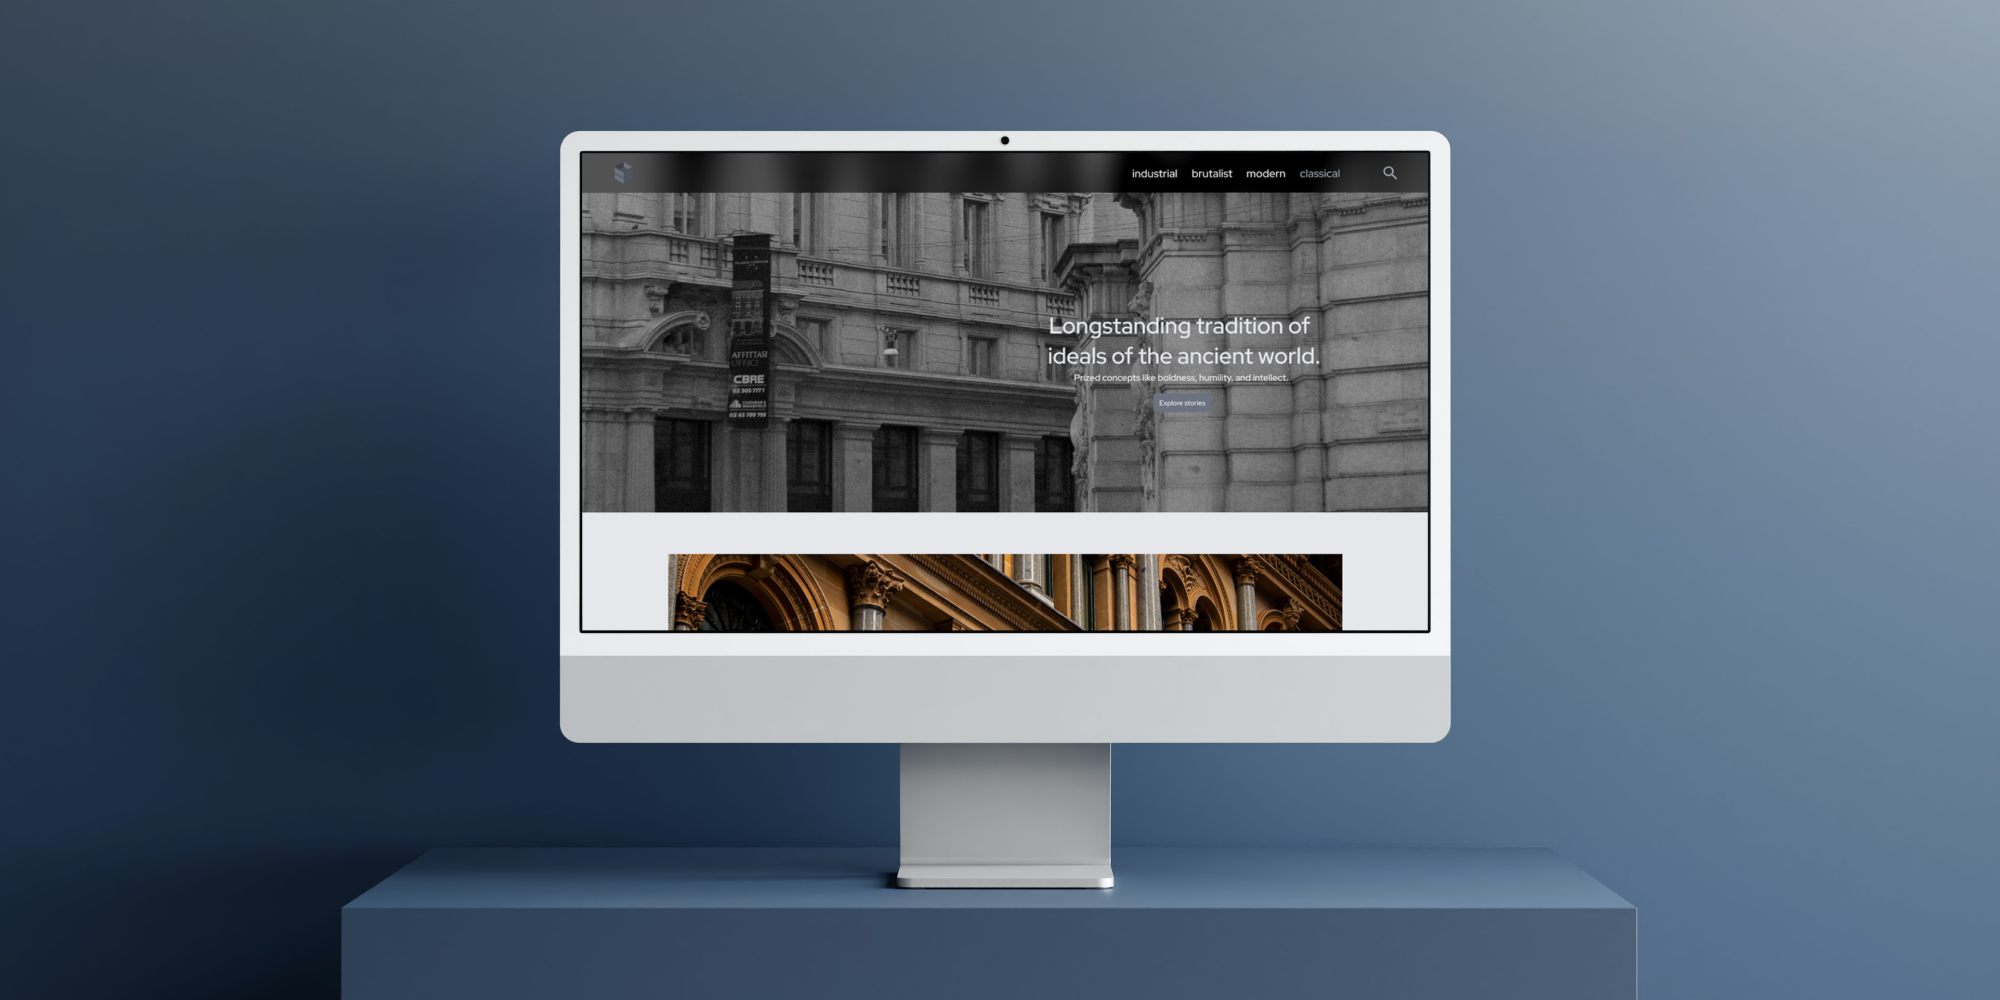 industrial brutalist modern classical
AFFITTASI
UFFICI
CBRE
Longstanding tradition of
ideals of the ancient world.
Prized concepts like boldness, humility, and intellect.
Explore stories